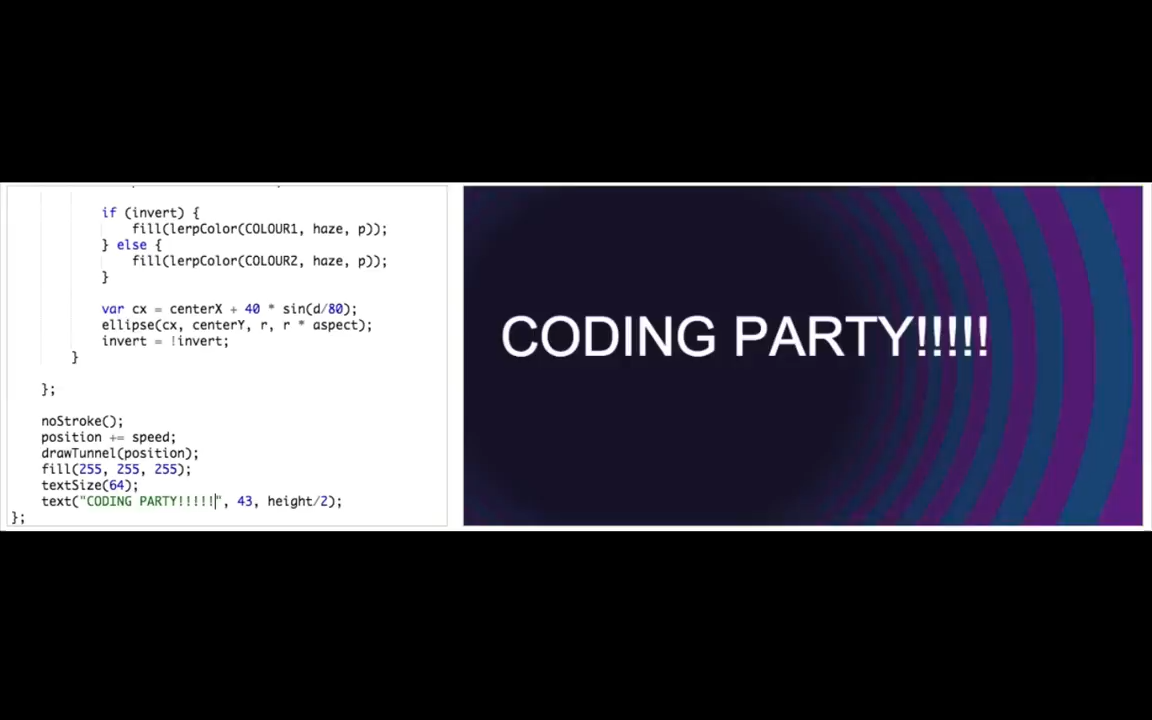 if (invert) {
fill(lerpColor(COLOUR1, haze, p));
} else {
fill(lerpColor(COLOUR2, haze, p));
}
var cx = centerX + 40 * sin(d/80);
ellipse(cx, centerY, r, r * aspect);
invert = !invert;
}
};
noStroke();
position += speed;
drawTunnel(position);
fill(255, 255, 255);
textSize(64);
text("CODING PARTY!!!!!", 43, height/2);
};
CODING PARTY!!!!!